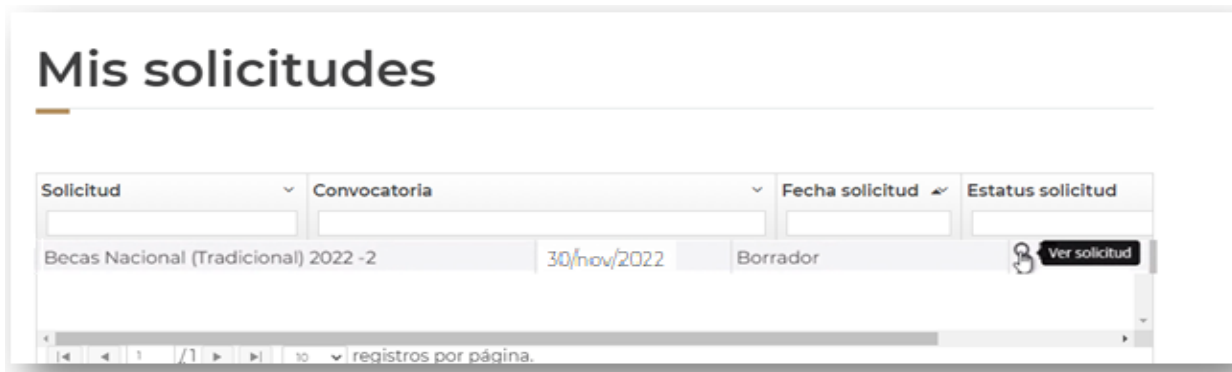 Mis solicitudes
Solicitud Convocatoria Fecha solicitud Estatus solicitud
Becas Nacional (Tradicional) 2022 -2 30/nov/2022 Borrador Ver solicitud
1 /1 10 registros por página.